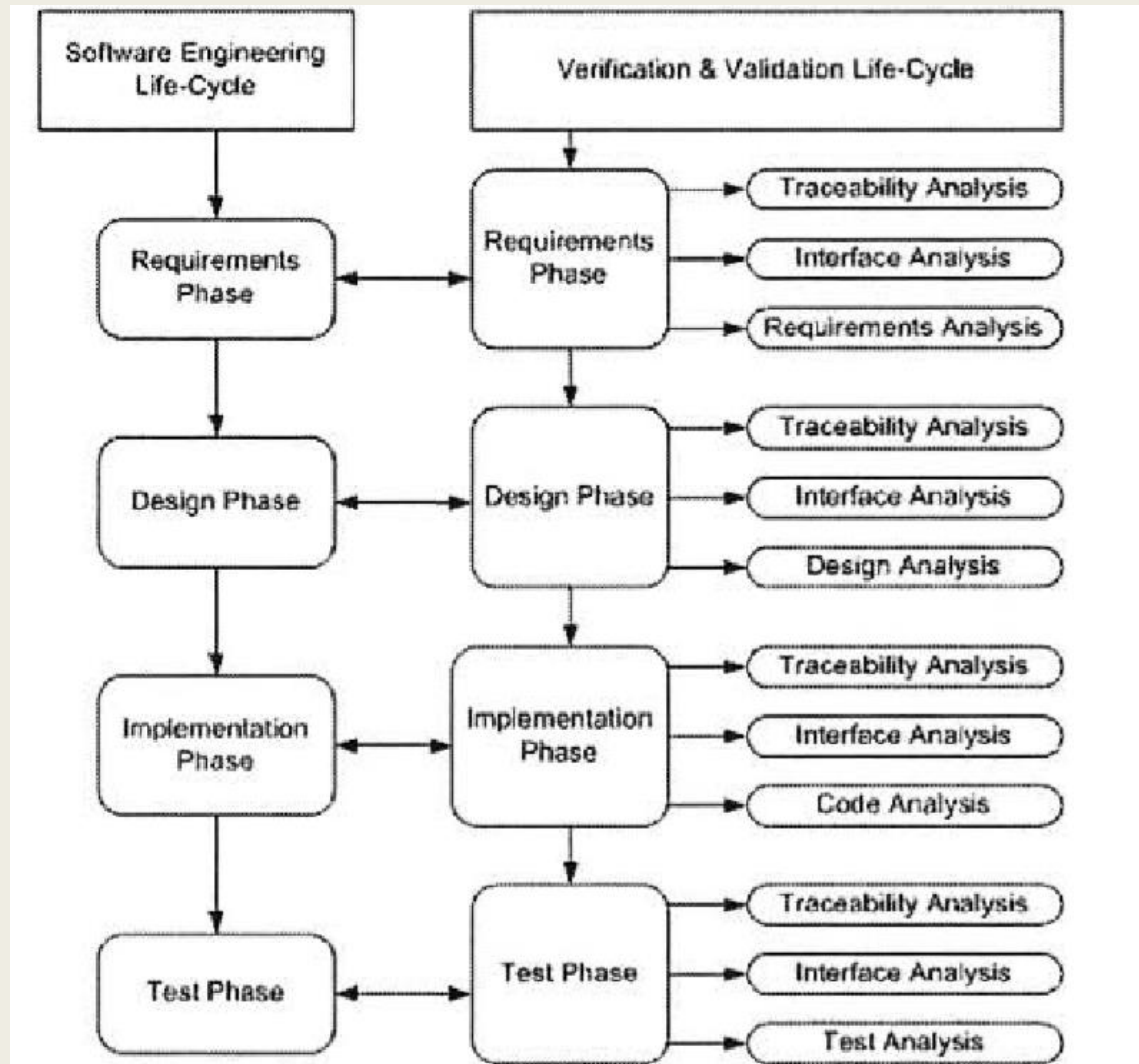 Software Engineering
Life-Cycle
Verification & Validation Life-Cycle
Requirements
Phase
Requirements
Phase
Traceability Analysis
Interface Analysis
Requirements Analysis
Design Phase
Design Phase
Traceability Analysis
Interface Analysis
Design Analysis
Implementation
Phase
Implementation
Phase
Traceability Analysis
Interface Analysis
Code Analysis
Test Phase
Test Phase
Traceability Analysis
Interface Analysis
Test Analysis